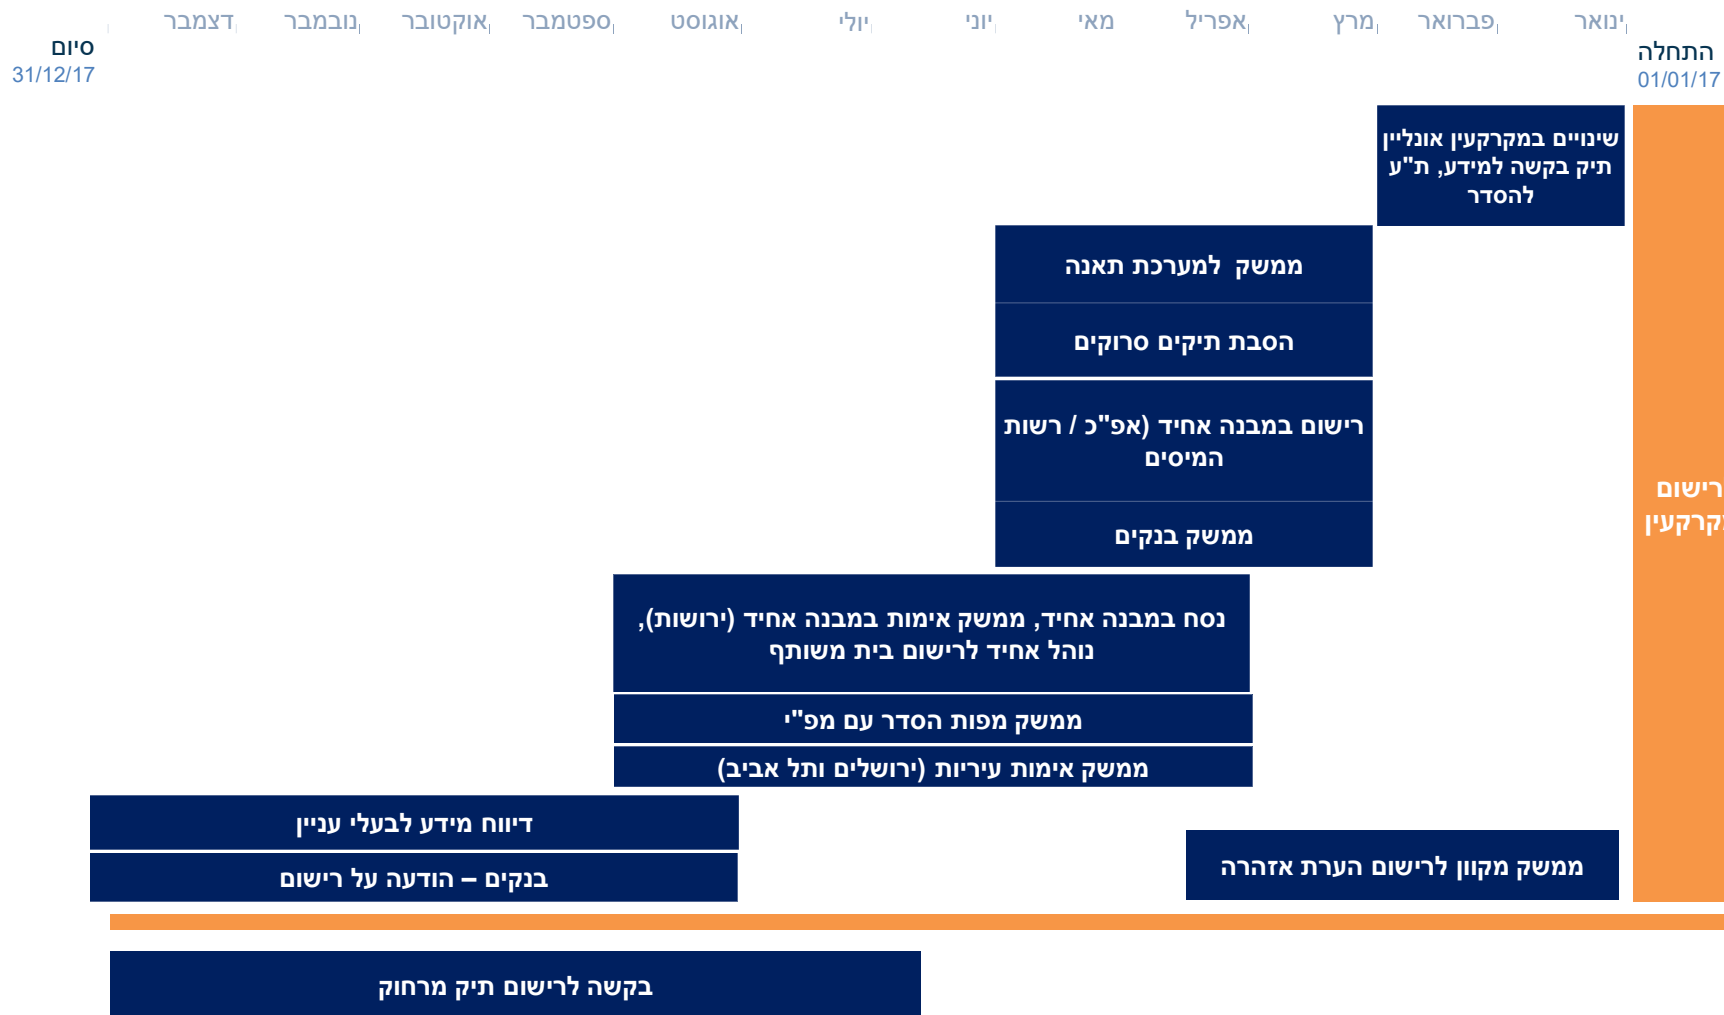 ינואר פברואר מרץ אפריל מאי יוני יולי אוגוסט ספטמבר אוקטובר נובמבר דצמבר
התחלה
01/01/17
סיום
31/12/17
שינויים במקרקעין אונליין
תיק בקשה למידע, ת"ע
להסדר
ממשק למערכת תאנה
הסבת תיקים סרוקים
רישום במבנה אחיד (אפ"כ / רשות
המיסים
ממשק בנקים
רישום
נסח במבנה אחיד, ממשק אימות במבנה אחיד (ירושות),
נוהל אחיד לרישום בית משותף
ממשק מפות הסדר עם מפ"י
ממשק אימות עיריות (ירושלים ותל אביב)
ממשק מקוון לרישום הערת אזהרה
דיווח מידע לבעלי עניין
בנקים – הודעה על רישום
בקשה לרישום תיק מרחוק